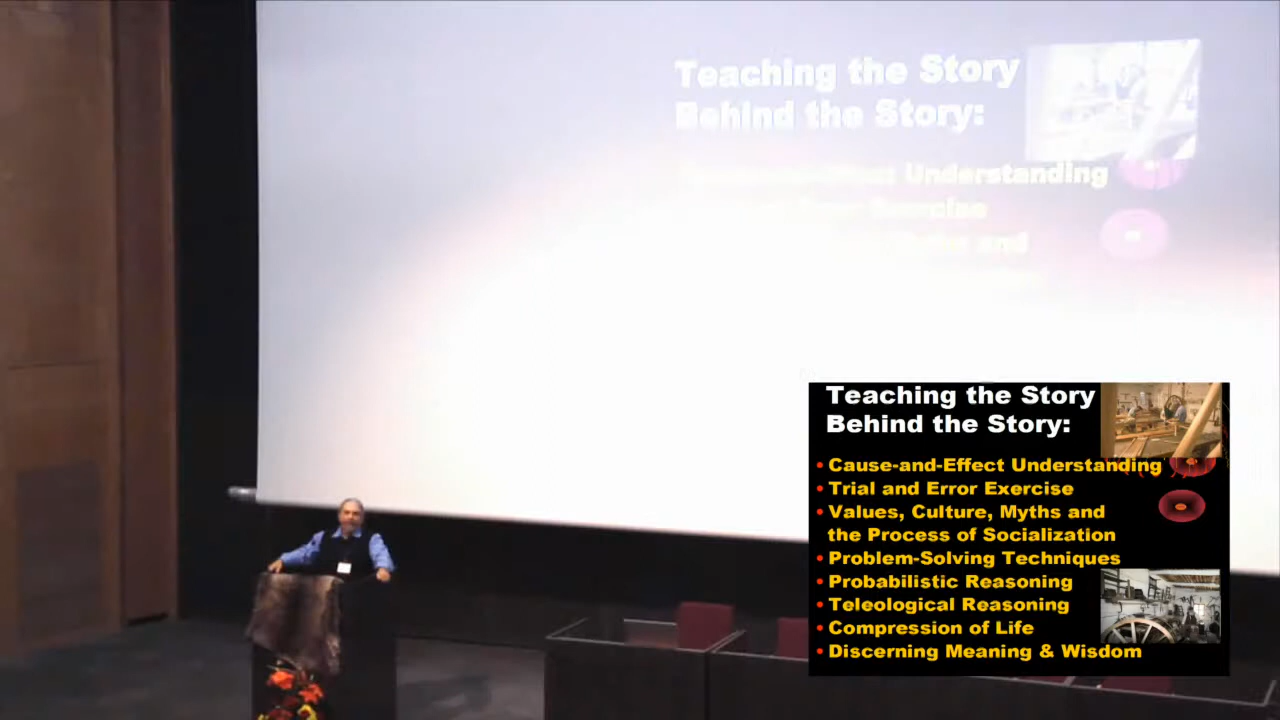 Teaching the Story
Behind the Story:
Understanding
Exercise
and
Teaching the Story
Behind the Story:
• Cause-and-Effect Understanding
• Trial and Error Exercise
• Values, Culture, Myths and
the Process of Socialization
• Problem-Solving Techniques
• Probabilistic Reasoning
• Teleological Reasoning
• Compression of Life
• Discerning Meaning & Wisdom